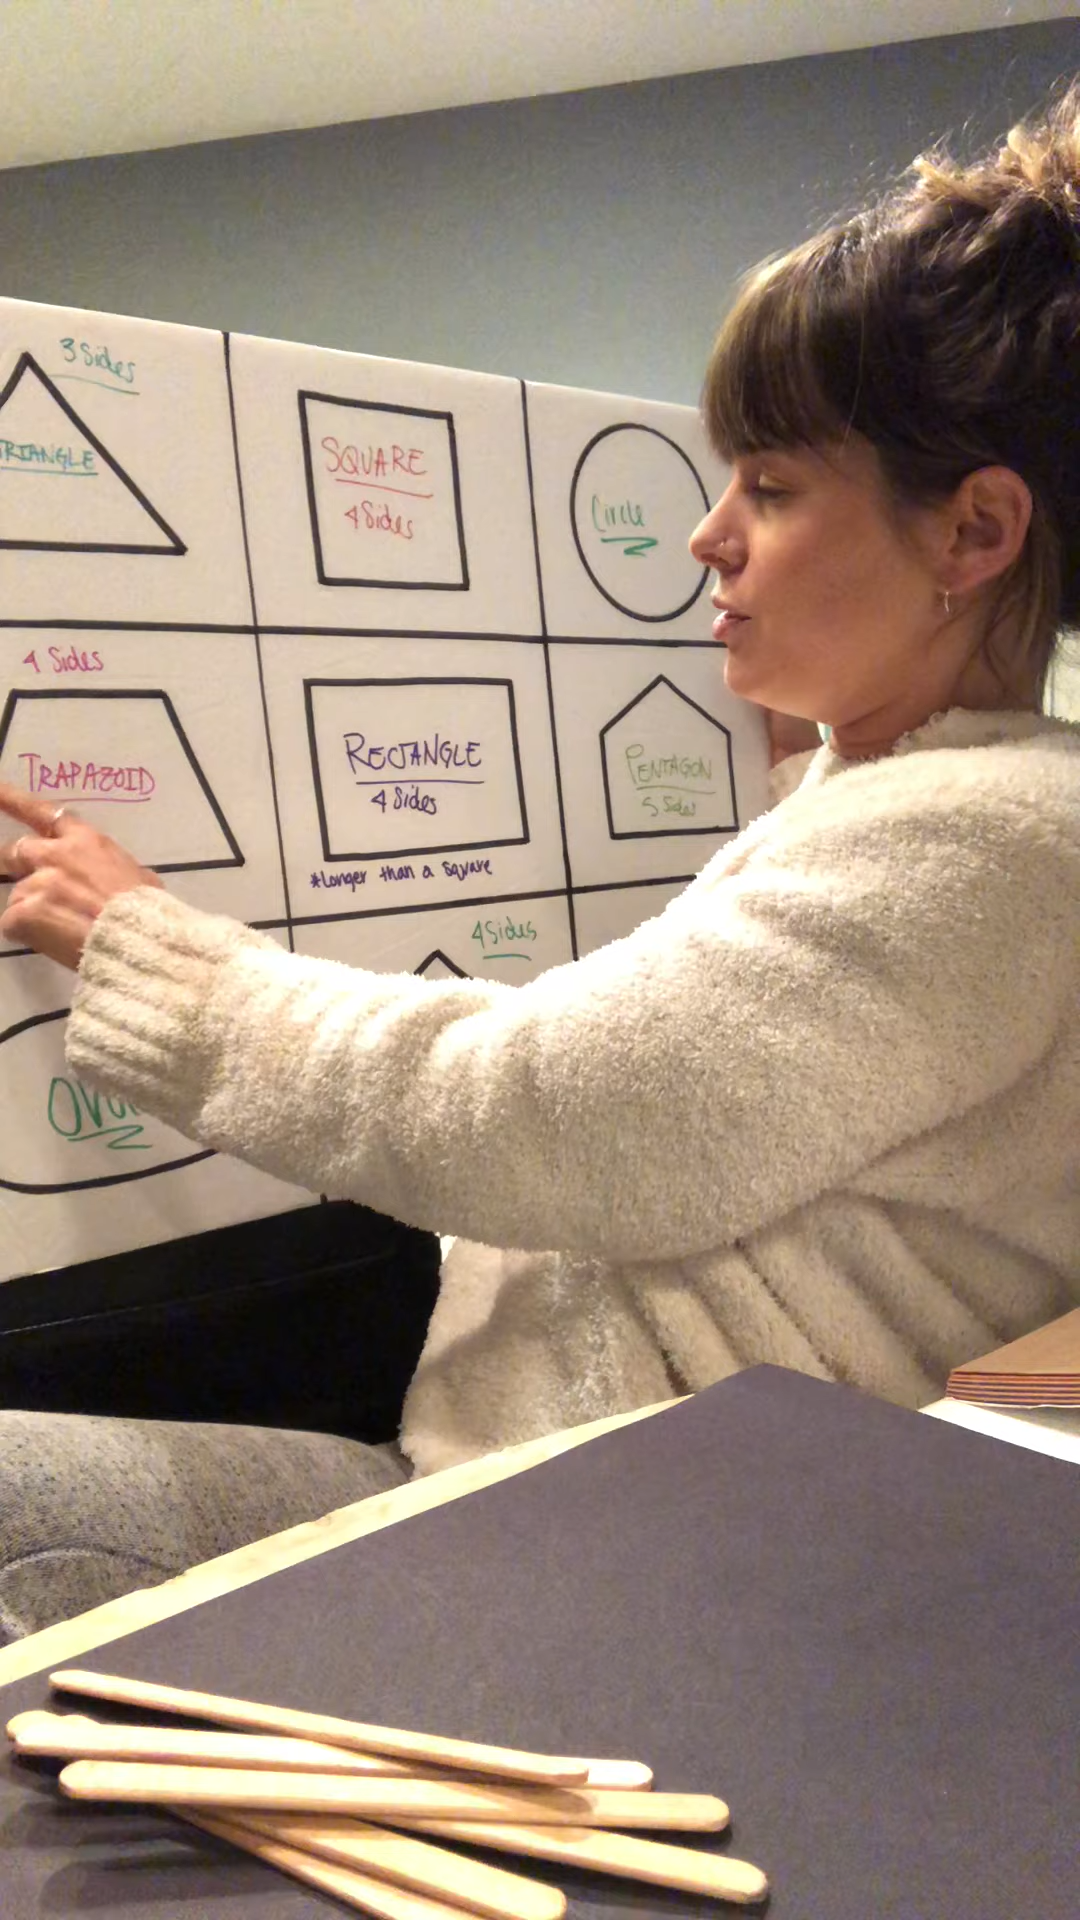 3 Sides
TRIANGLE
SQUARE
4 Sides
Circle
4 Sides
TRAPAZOID
RECTANGLE
4 Sides
*Longer than a square
PENTAGON
5 Sides
4 Sides